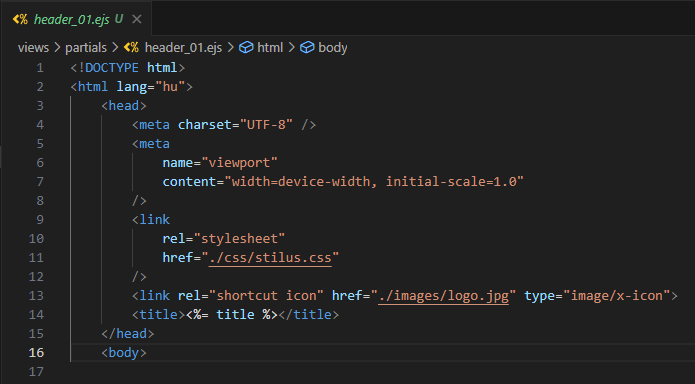 <% header_01.ejs U ×
views > partials > <% header_01.ejs > html > body
1 <!DOCTYPE html>
2 <html lang="hu">
3 <head>
4 <meta charset="UTF-8" />
5 <meta
6 name="viewport"
7 content="width=device-width, initial-scale=1.0"
8 />
9 <link
10 rel="stylesheet"
11 href="./css/stilus.css"
12 />
13 <link rel="shortcut icon" href="./images/logo.jpg" type="image/x-icon">
14 <title><%= title %></title>
15 </head>
16 <body>
17